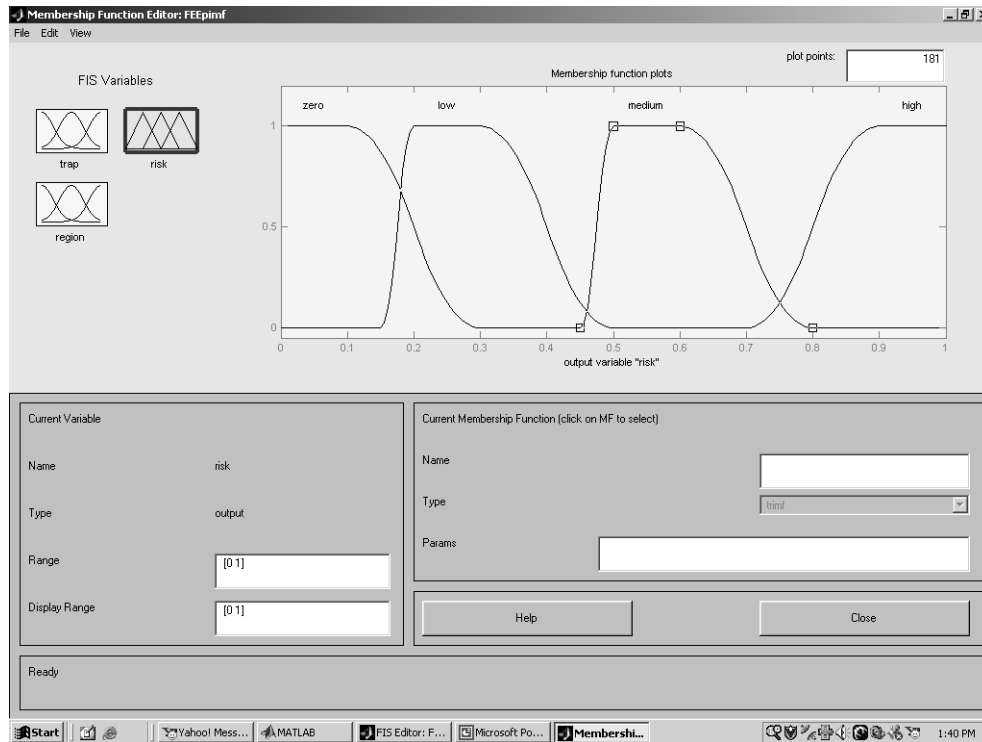 Membership Function Editor: FEEpimf
File Edit View
FIS Variables
trap
risk
region
plot points:
181
Membership function plots
zero low medium high
1
0.5
0
0 0.1 0.2 0.3 0.4 0.5 0.6 0.7 0.8 0.9 1
output variable "risk"
Current Variable
Name risk
Type output
Range [0 1]
Display Range [0 1]
Current Membership Function (click on MF to select)
Name
Type trimf
Params
Help Close
Ready
Start Yahoo! Mess... MATLAB FIS Editor: F... Microsoft Po... Membershi... 1:40 PM